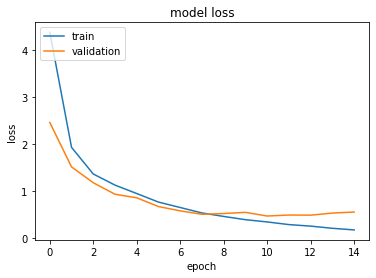 model loss
train
validation
4
3
2
1
0
loss
0 2 4 6 8 10 12 14
epoch